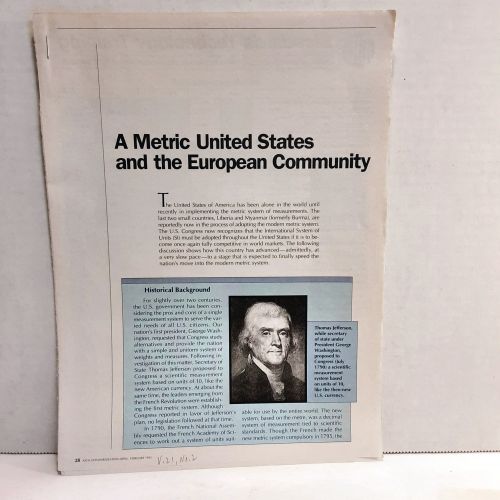 A Metric United States
and the European Community
The United States of America has been alone in the world until
recently in implementing the metric system of measurements. The
last two small countries, Liberia and Myanmar (formerly Burma), are
reportedly now in the process of adopting the modern metric system.
The U.S. Congress now recognizes that the International System of
Units (SI) must be adopted throughout the United States if it is to be-
come once again fully competitive in world markets. The following
discussion shows how this country has advanced—admittedly, at
a very slow pace—to a stage that is expected to finally speed the
nation's move into the modern metric system.
Historical Background
For slightly over two centuries,
the U.S. government has been con-
sidering the pros and cons of a single
measurement system to serve the var-
ied needs of all U.S. citizens. Our
nation's first president, George Wash-
ington, requested that Congress study
alternatives and provide the nation
with a simple and uniform system of
weights and measures. Following in-
vestigation of this matter, Secretary of
State Thomas Jefferson proposed to
Congress a scientific measurement
system based on units of 10, like the
new American currency. At about the
same time, the leaders emerging from
the French Revolution were establish-
ing the first metric system. Although
Congress reported in favor of Jefferson's
plan, no legislation followed at that time.
In 1790, the French National Assem-
bly requested the French Academy of Sci-
ences to work out a system of units suit-
Thomas Jefferson,
while secretary
of state under
President George
Washington,
proposed to
Congress (July
1790) a scientific
measurement
system based
on units of 10,
like the then-new
U.S. currency.
able for use by the entire world. The new
system, based on the metre, was a decimal
system of measurement tied to scientific
standards. Though the French made the
new metric system compulsory in 1795, the
28
V.21, No.2